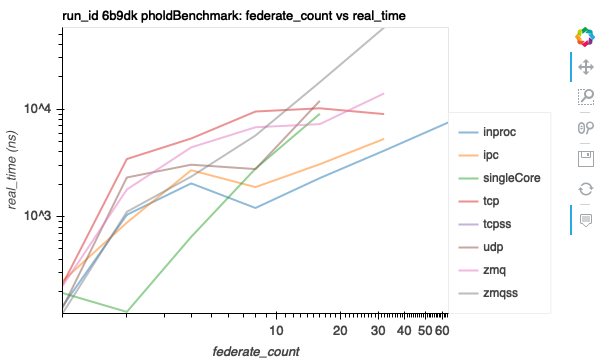 run_id 6b9dk pholdBenchmark: federate_count vs real_time
real_time (ns)
10^4
10^3
10 20 30 40 50 60
federate_count
inproc
ipc
singleCore
tcp
tcpss
udp
zmq
zmqss